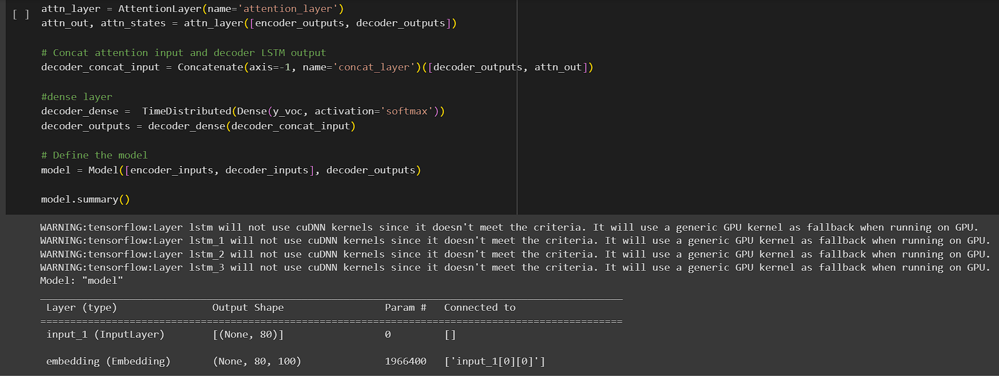 [ ]
attn_layer = AttentionLayer(name='attention_layer')
attn_out, attn_states = attn_layer([encoder_outputs, decoder_outputs])
# Concat attention input and decoder LSTM output
decoder_concat_input = Concatenate(axis=-1, name='concat_layer')([decoder_outputs, attn_out])
#dense layer
decoder_dense =  TimeDistributed(Dense(y_voc, activation='softmax'))
decoder_outputs = decoder_dense(decoder_concat_input)
# Define the model
model = Model([encoder_inputs, decoder_inputs], decoder_outputs)
model.summary()
WARNING:tensorflow:Layer lstm will not use cuDNN kernels since it doesn't meet the criteria. It will use a generic GPU kernel as fallback when running on GPU.
WARNING:tensorflow:Layer lstm_1 will not use cuDNN kernels since it doesn't meet the criteria. It will use a generic GPU kernel as fallback when running on GPU.
WARNING:tensorflow:Layer lstm_2 will not use cuDNN kernels since it doesn't meet the criteria. It will use a generic GPU kernel as fallback when running on GPU.
WARNING:tensorflow:Layer lstm_3 will not use cuDNN kernels since it doesn't meet the criteria. It will use a generic GPU kernel as fallback when running on GPU.
Model: "model"
Layer (type) Output Shape Param # Connected to
==================================================================================================
input_1 (InputLayer) [(None, 80)] 0 []
embedding (Embedding) (None, 80, 100) 1966400 ['input_1[0][0]']